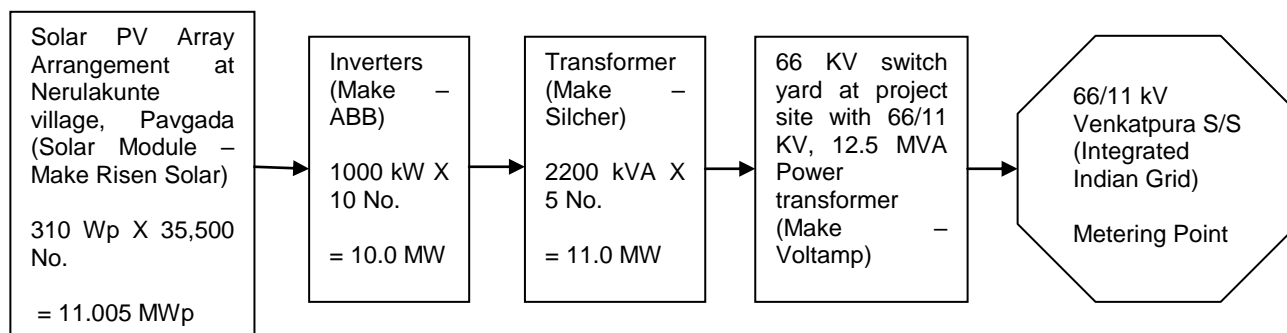 Solar PV Array
Arrangement at
Nerulakunte
village, Pavgada
(Solar Module –
Make Risen Solar)
310 Wp X 35,500
No.
= 11.005 MWp
Inverters
(Make –
ABB)
1000 kW X
10 No.
= 10.0 MW
Transformer
(Make –
Silcher)
2200 kVA X
5 No.
= 11.0 MW
66 KV switch
yard at project
site with 66/11
KV, 12.5 MVA
Power
transformer
(Make –
Voltamp)
66/11 kV
Venkatpura S/S
(Integrated
Indian Grid)
Metering Point